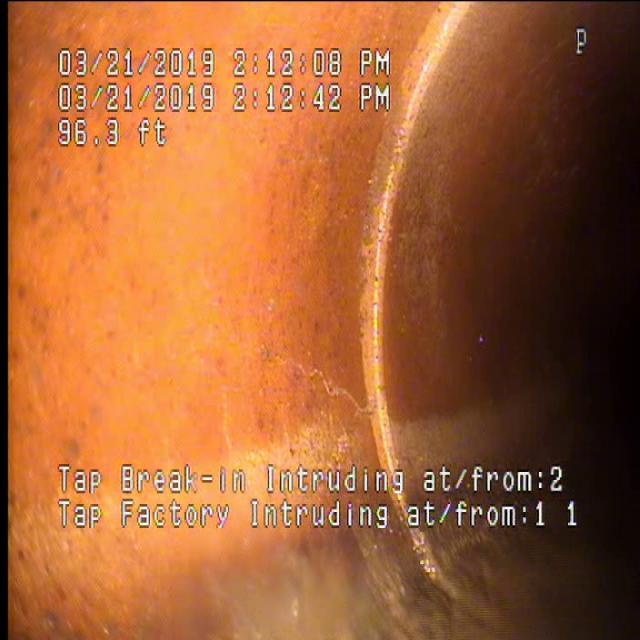 P
03/21/2019 2:12:08 PM
03/21/2019 2:12:42 PM
96.3 ft
Tap Break-in Intruding at/from:2
Tap Factory Intruding at/from:1 1